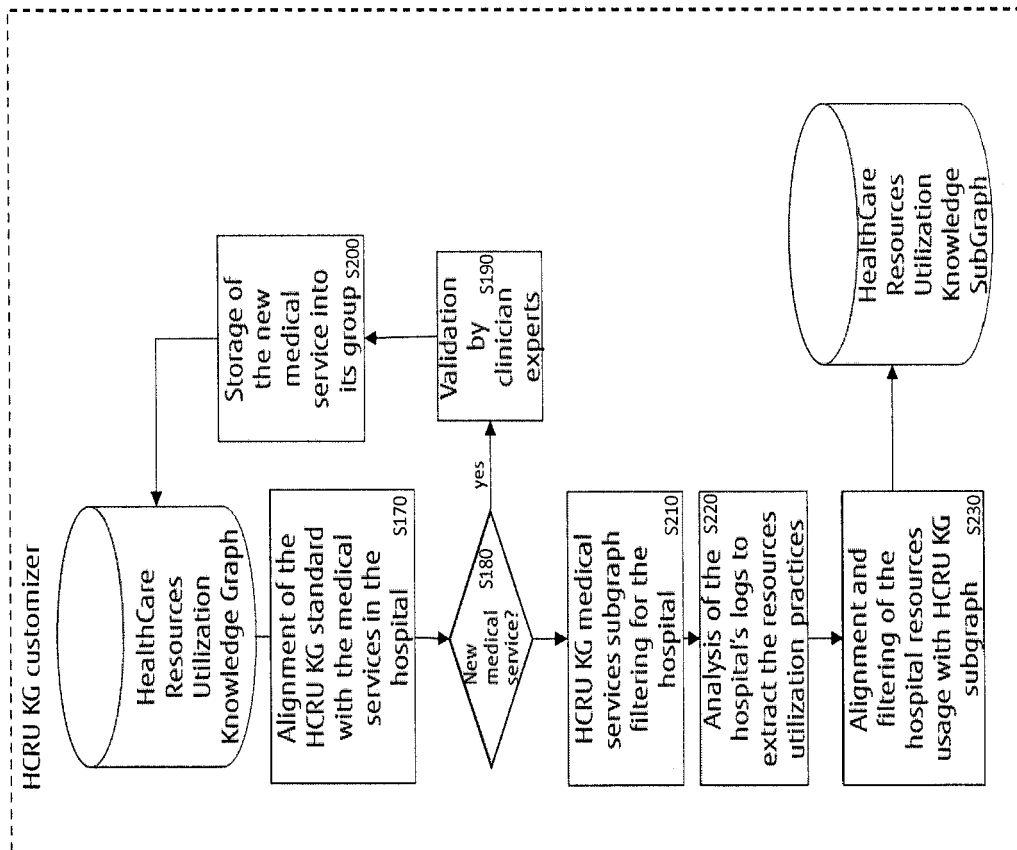 HCRU KG customizer
HealthCare
Resources
Utilization
Knowledge Graph
Alignment of the
HCRU KG standard
with the medical
services in the
hospital
S170
New
medical
service?
S180
yes
Validation
by
clinician
experts
S190
Storage of
the new
medical
service into
its group
S200
HCRU KG medical
services subgraph
filtering for the
hospital
S210
Analysis of the
hospital's logs to
extract the resources
utilization practices
S220
Alignment and
filtering of the
hospital resources
usage with HCRU KG
subgraph
S230
HealthCare
Resources
Utilization
Knowledge
SubGraph